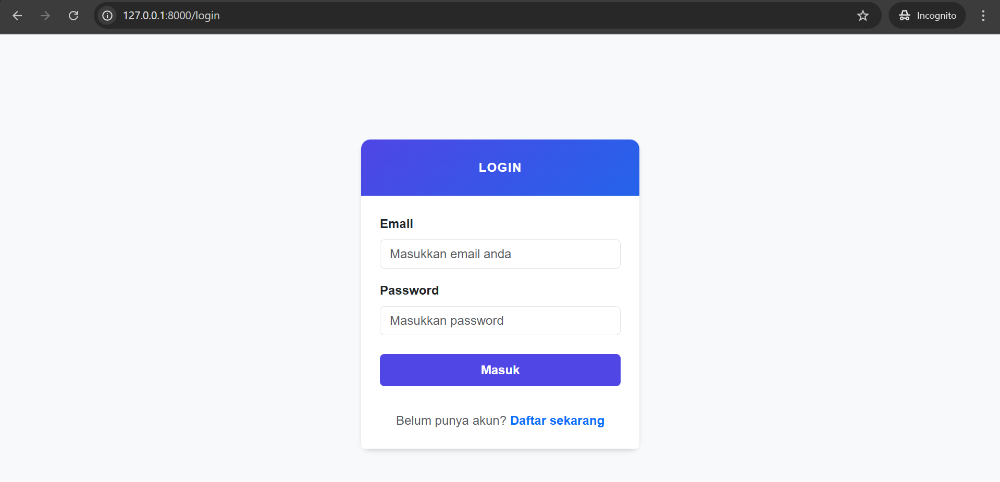 127.0.0.1:8000/login
Incognito
LOGIN
Email
Masukkan email anda
Password
Masukkan password
Masuk
Belum punya akun? Daftar sekarang